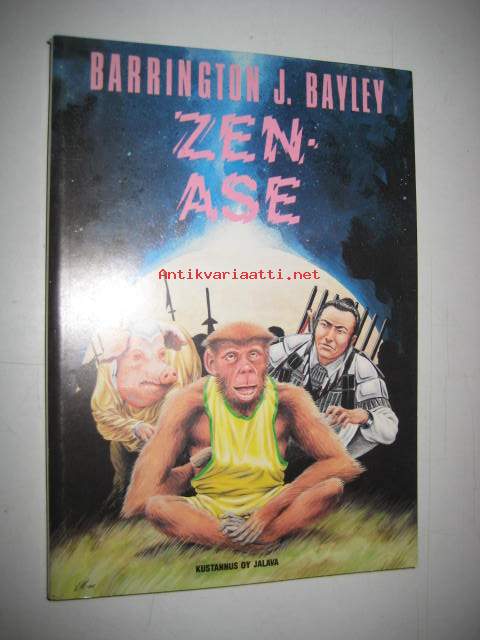 BARRINGTON J. BAYLEY
ZEN-
ASE
Antikvariaatti.net
KUSTANNUS OY JALAVA